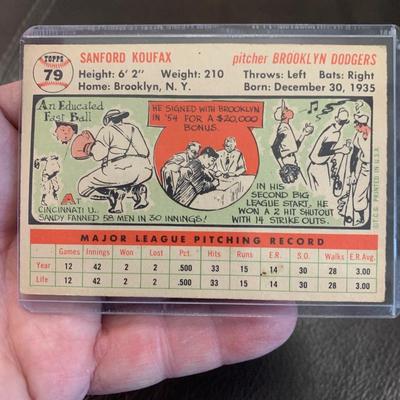 TOPPS
79
SANFORD KOUFAX
pitcher BROOKLYN DODGERS
Height: 6' 2" Weight: 210
Throws: Left Bats: Right
Home: Brooklyn, N. Y.
Born: December 30, 1935
An Educated
Fast Ball
AT
CINCINNATI U.
SANDY FANNED 58 MEN IN 30 INNINGS!
HE SIGNED WITH BROOKLYN
IN '54 FOR A $20,000
BONUS.
IN HIS
SECOND BIG
LEAGUE START, HE
WON A 2 HIT SHUTOUT
WITH 14 STRIKE OUTS.
© T.C.G. PRINTED IN U.S.A.
MAJOR LEAGUE PITCHING RECORD
Games Innings Won Lost Pct. Hits Runs E.R. S.O. Walks E.R.Avg.
Year 12 42 2 2 .500 33 15 14 30 28 3.00
Life 12 42 2 2 .500 33 15 14 30 28 3.00